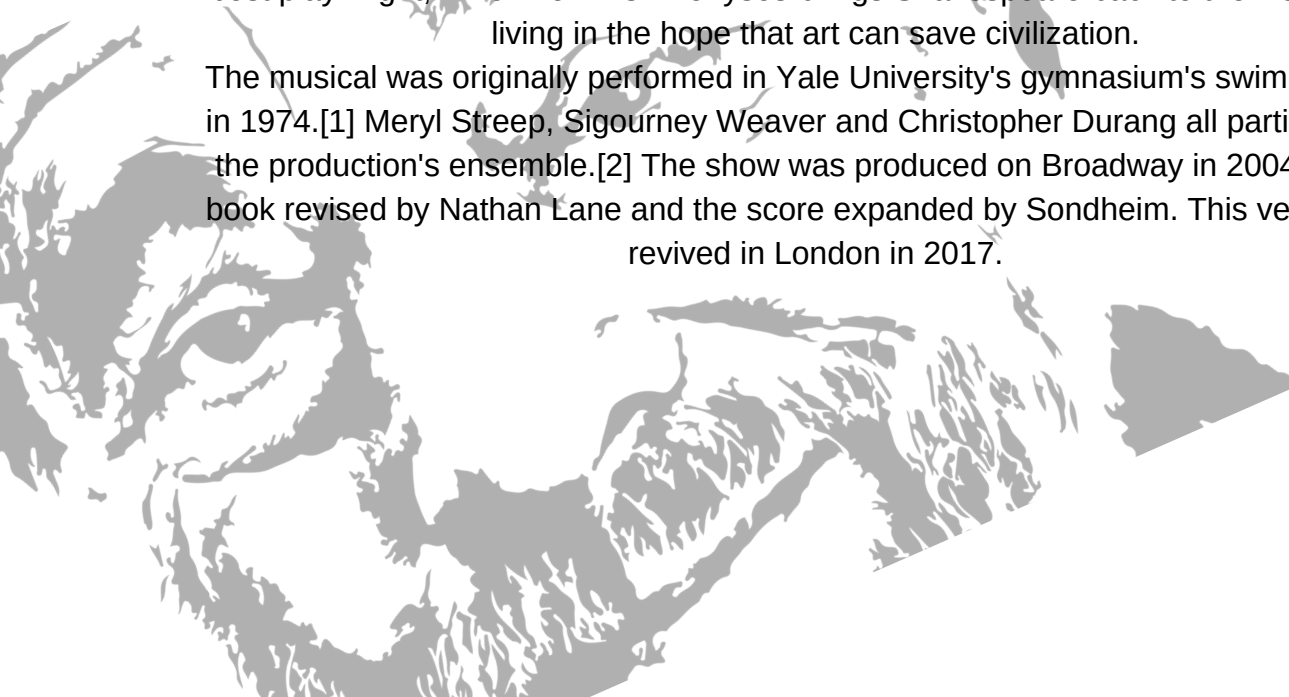 living in the hope that art can save civilization.
The musical was originally performed in Yale University's gymnasium's swim
in 1974.[1] Meryl Streep, Sigourney Weaver and Christopher Durang all parti
the production's ensemble.[2] The show was produced on Broadway in 2004
book revised by Nathan Lane and the score expanded by Sondheim. This ve
revived in London in 2017.